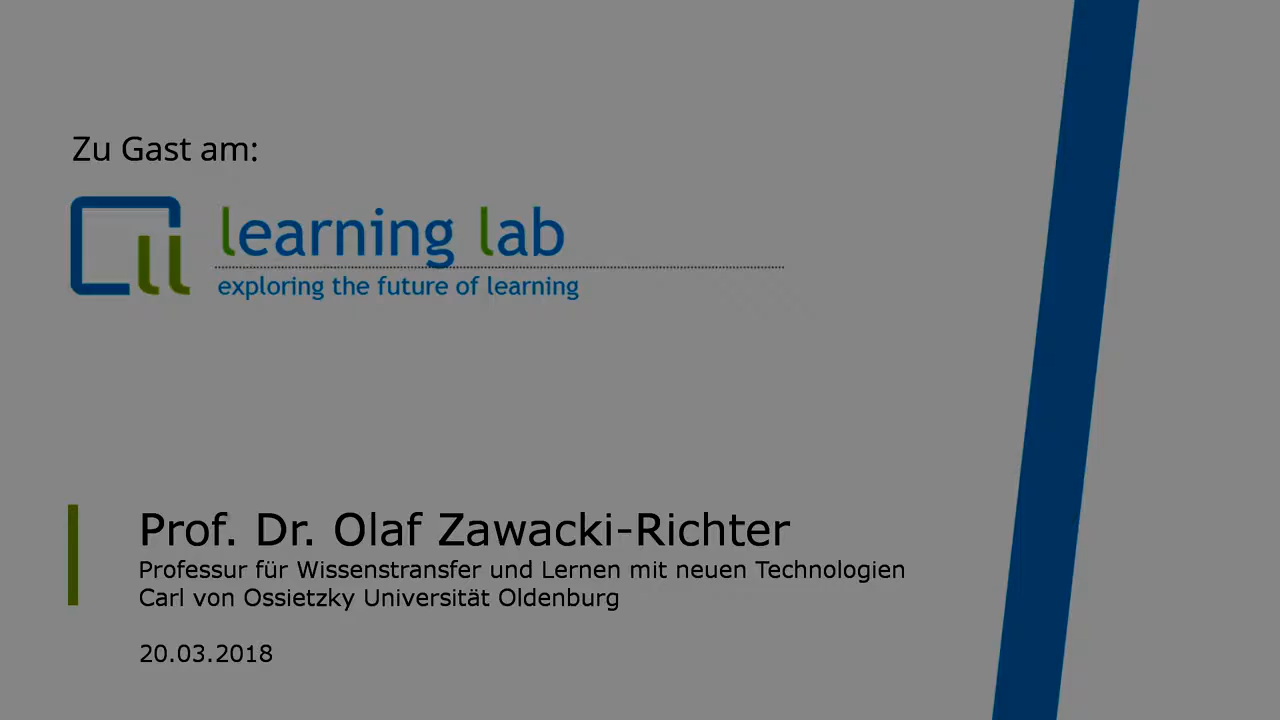 Zu Gast am:
learning lab
exploring the future of learning
Prof. Dr. Olaf Zawacki-Richter
Professur für Wissenstransfer und Lernen mit neuen Technologien
Carl von Ossietzky Universität Oldenburg
20.03.2018